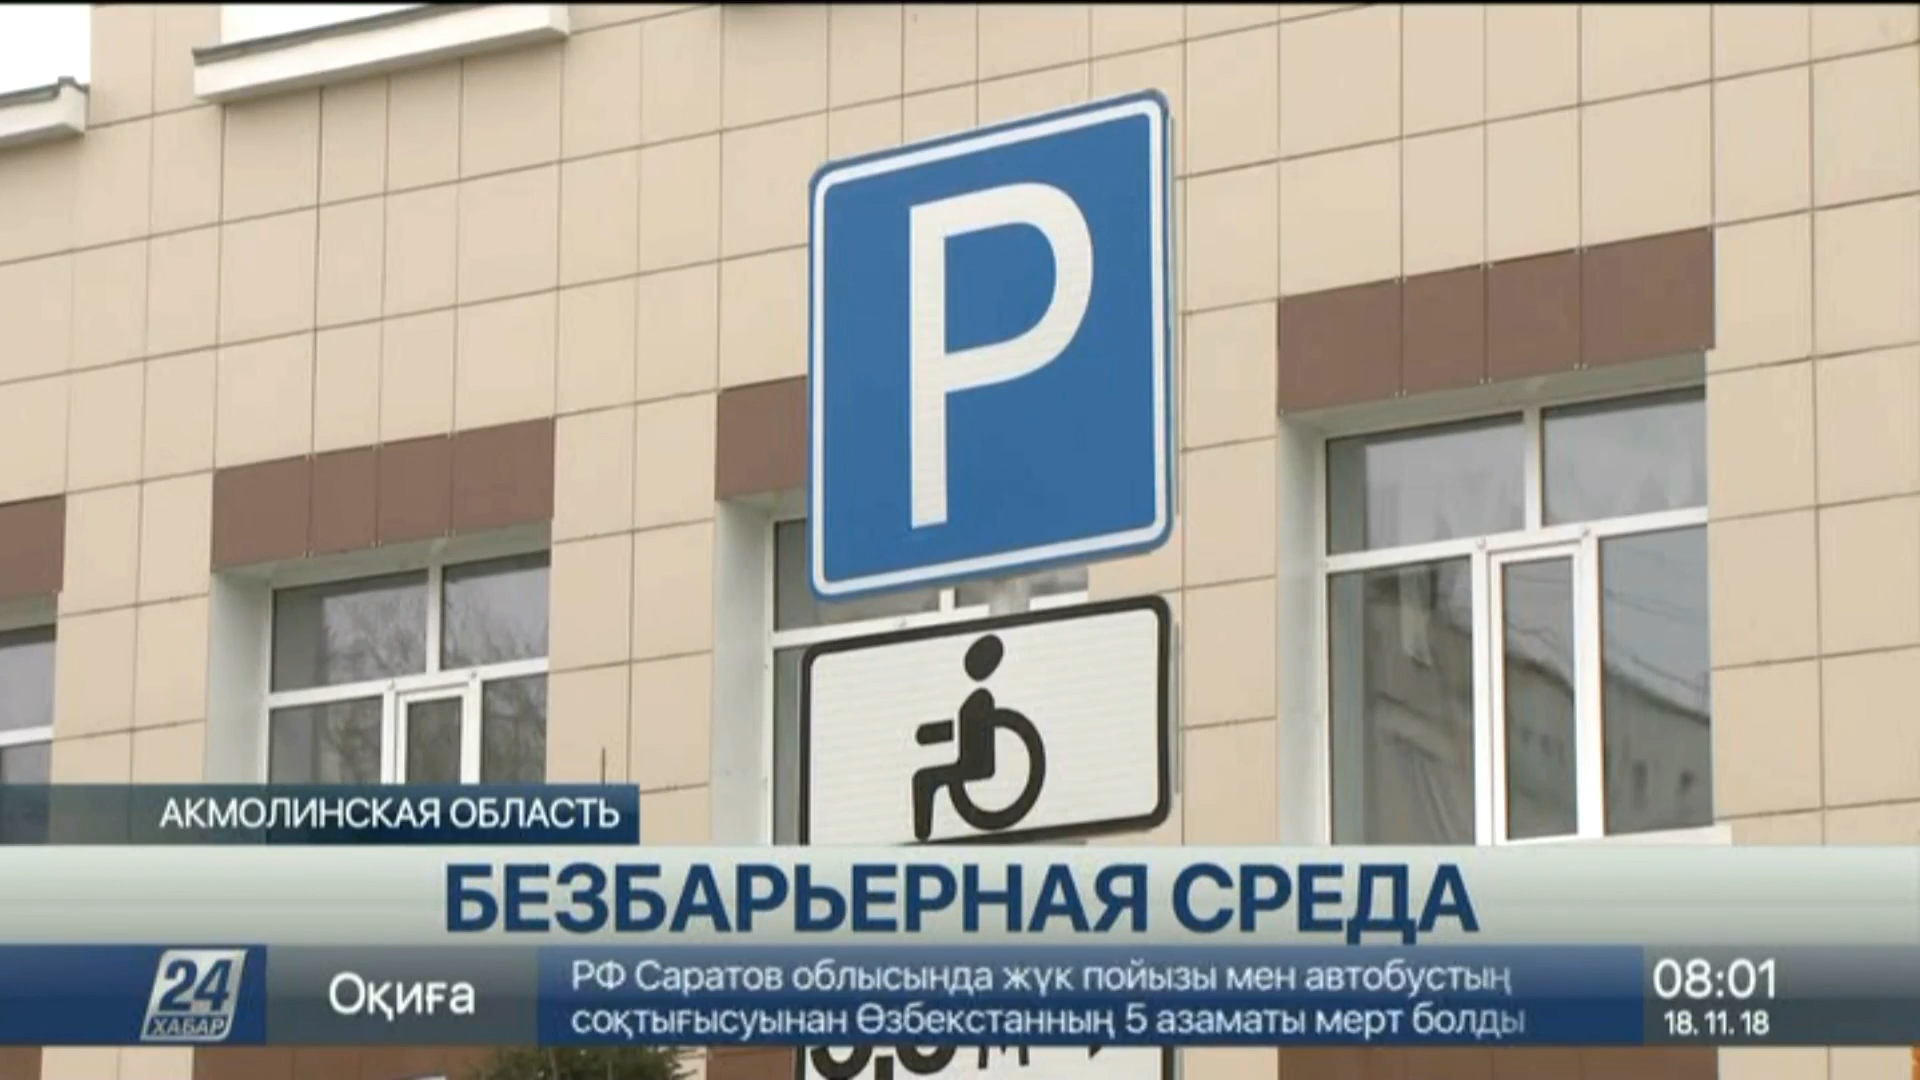 P
АКМОЛИНСКАЯ ОБЛАСТЬ
БЕЗБАРЬЕРНАЯ СРЕДА
24
ХАБАР
Оқиға
РФ Саратов облысында жүк пойызы мен автобустың
соқтығысуынан Өзбекстанның 5 азаматы мерт болды
08:01
18.11.18